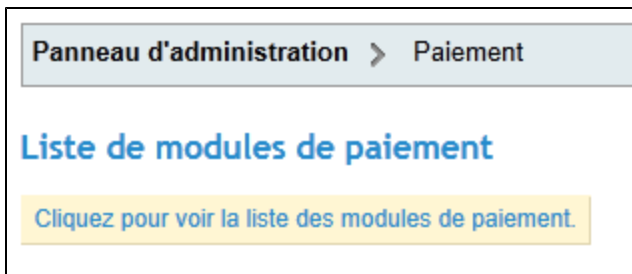 Panneau d'administration > Paiement
Liste de modules de paiement
Cliquez pour voir la liste des modules de paiement.